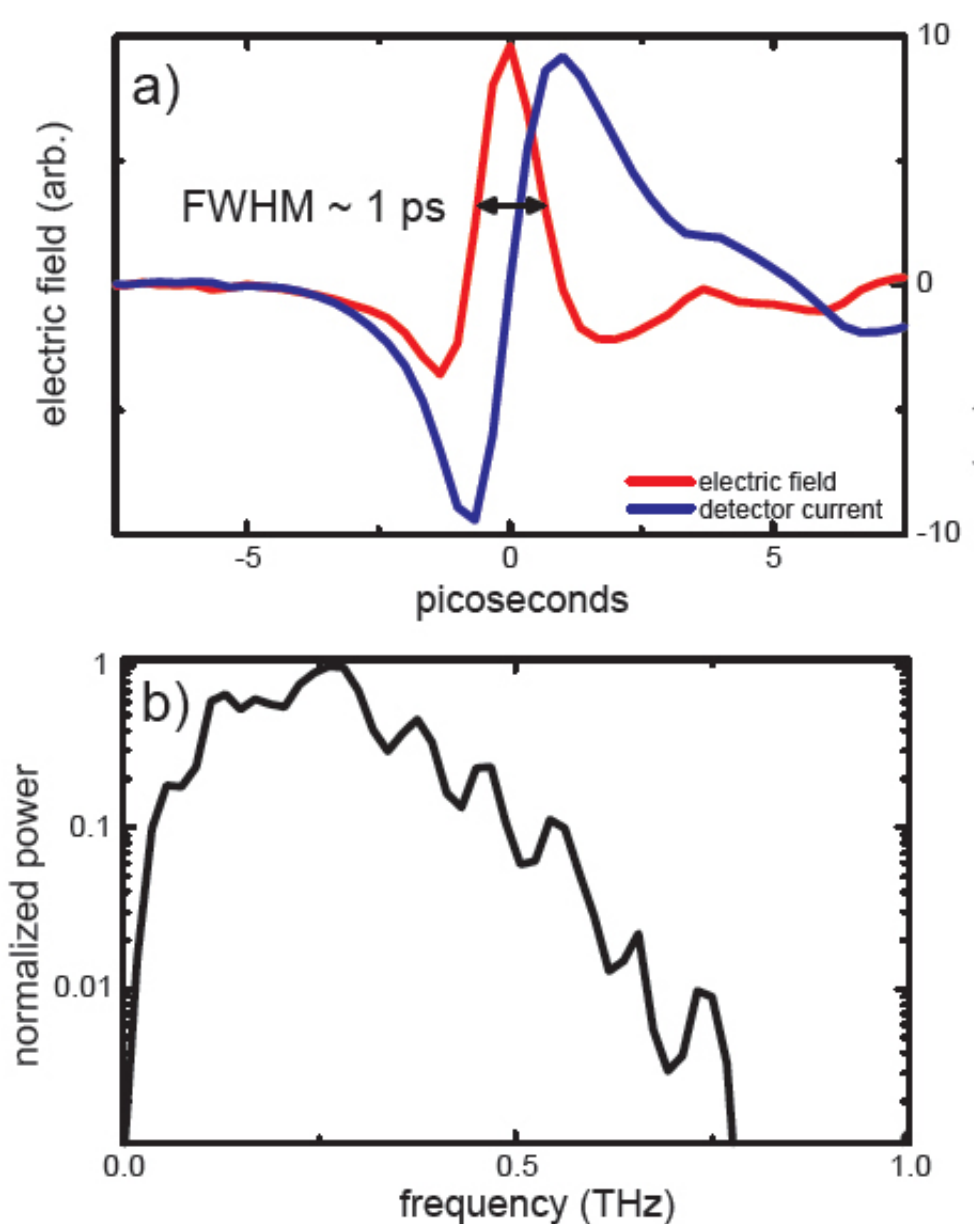 10
a)
electric field (arb.)
FWHM ~ 1 ps
0
electric field
detector current
-10
-5
0
5
picoseconds
1
b)
0.1
normalized power
0.01
0.0
0.5
1.0
frequency (THz)